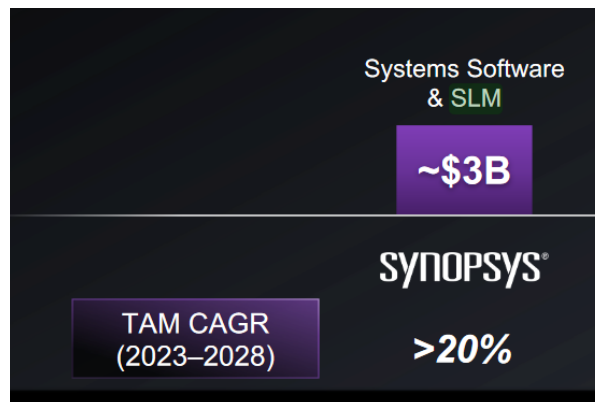 Systems Software
& SLM
~$3B
SYNOPSYS®
TAM CAGR
(2023–2028)
>20%